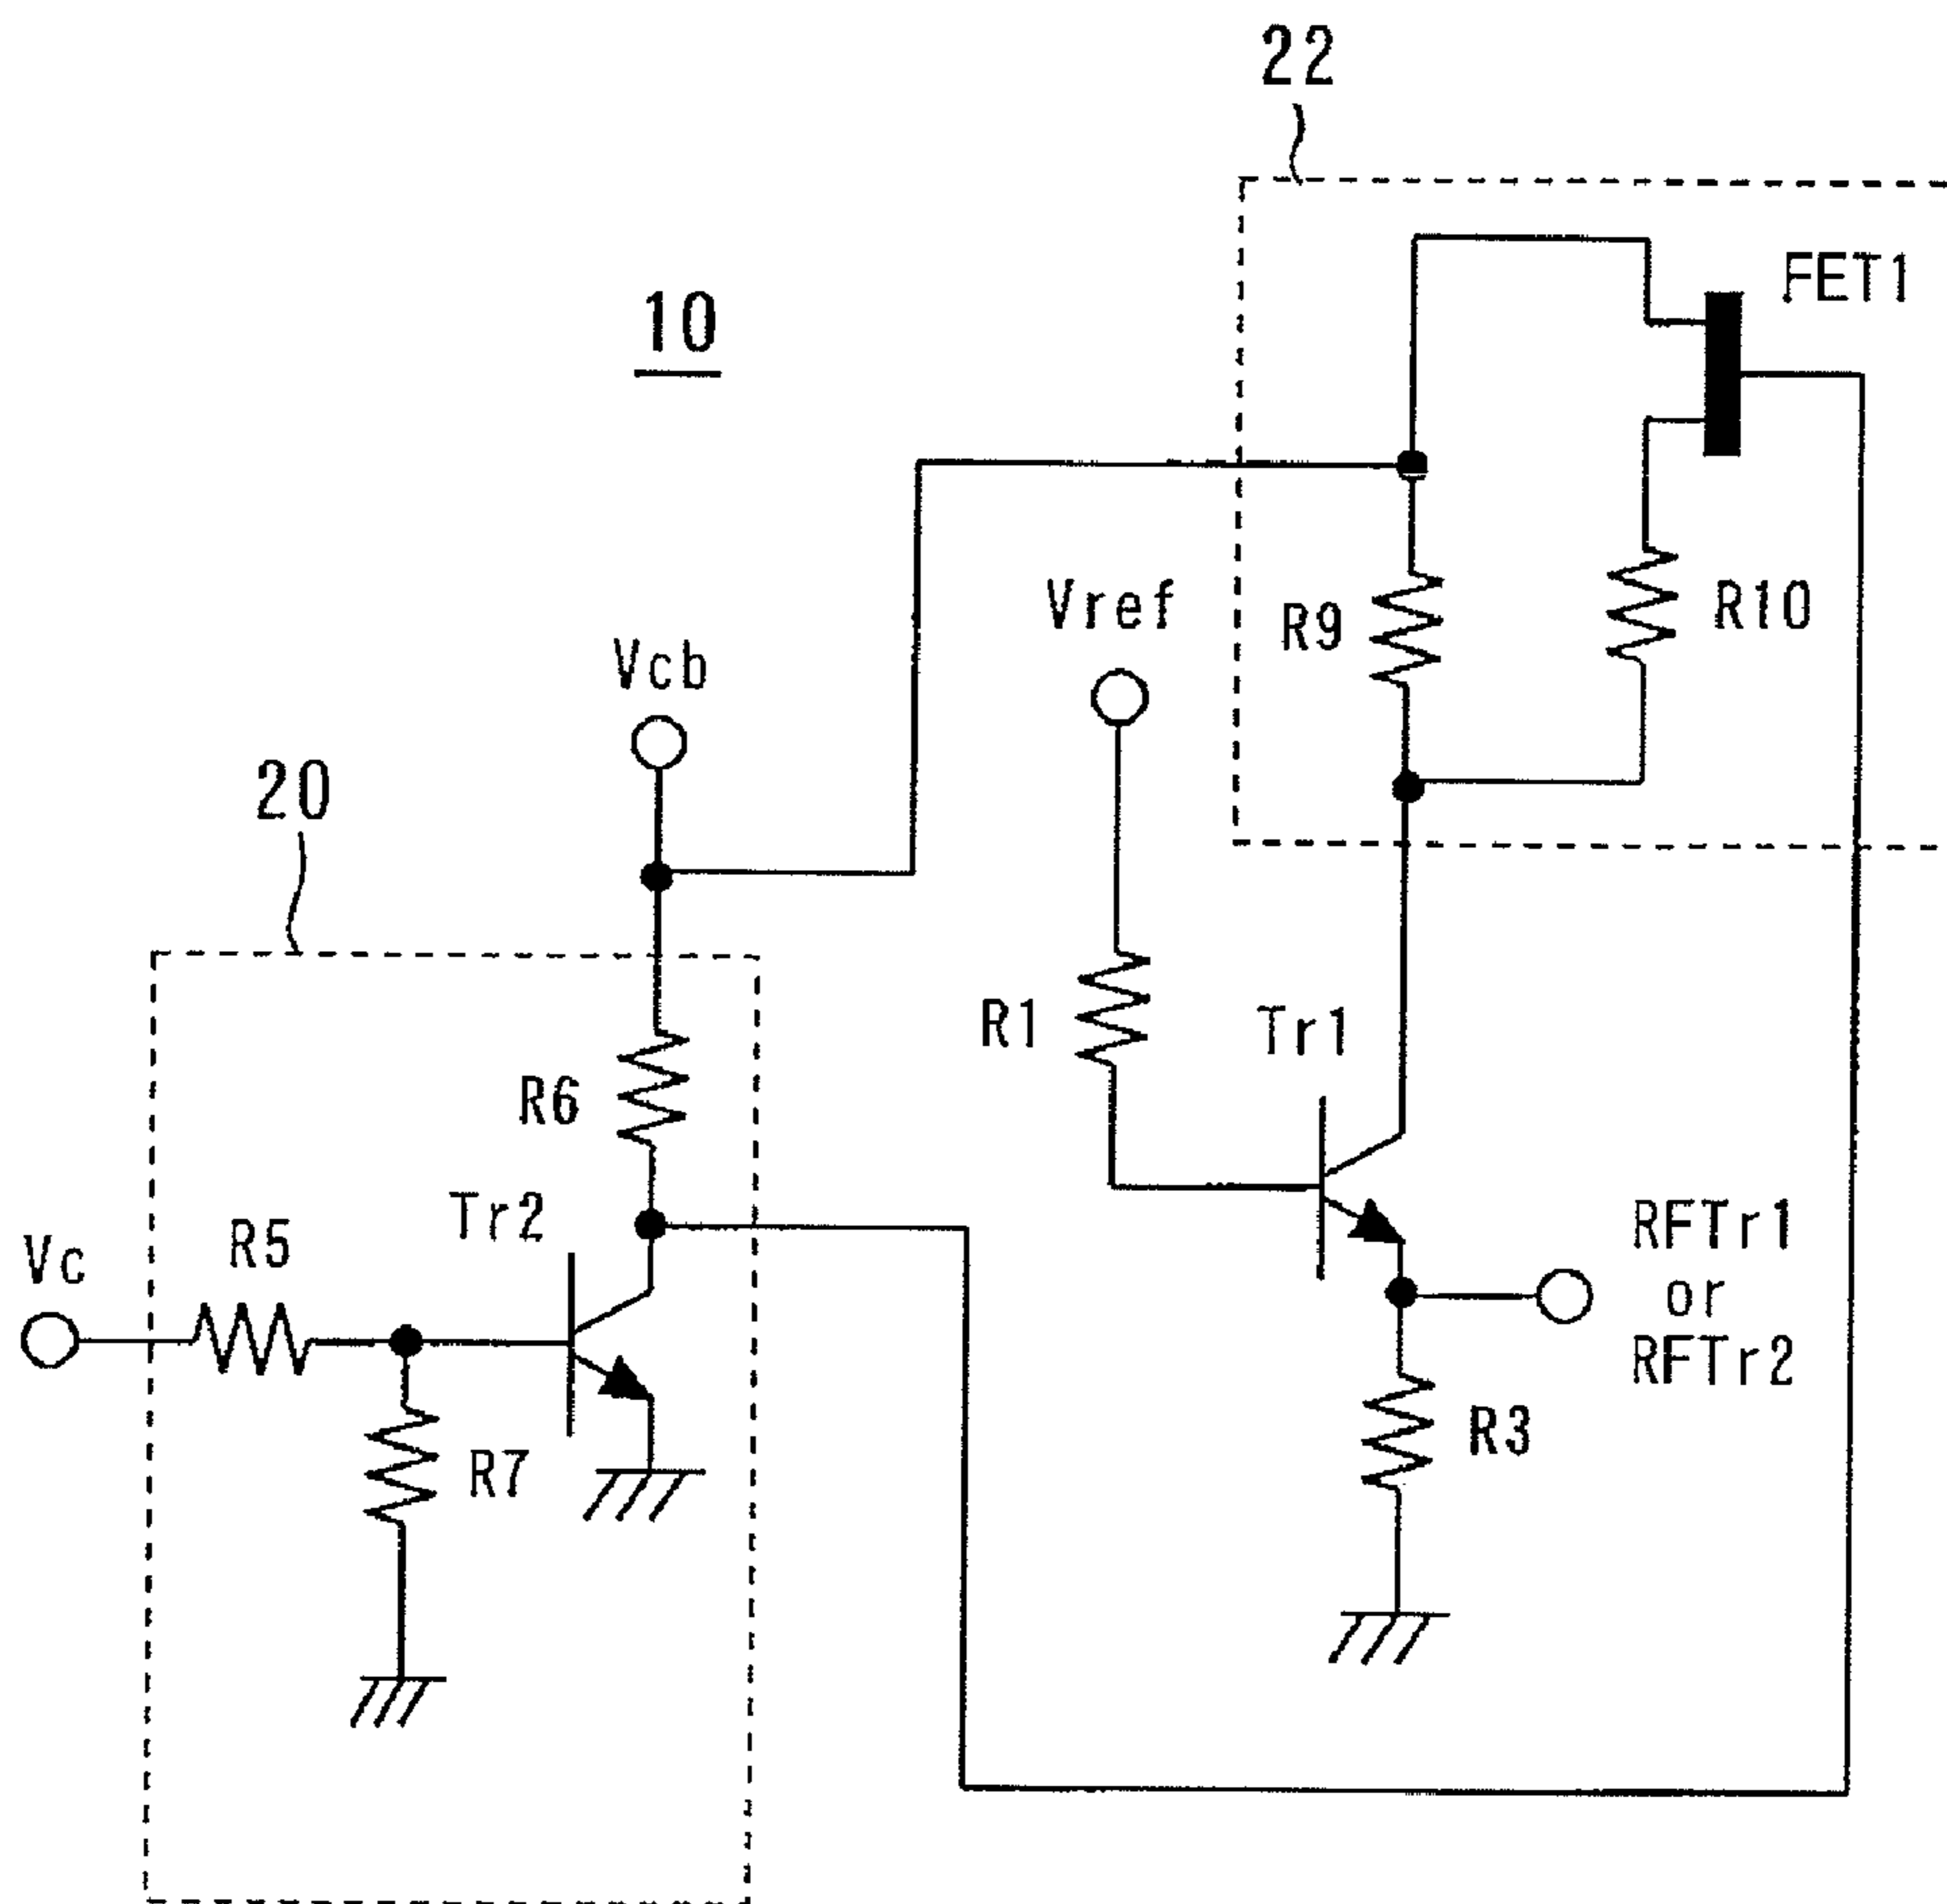 22
FET1
10
Vref
R9
R10
Vcb
20
R1
Tr1
R6
Tr2
RFTr1
or
RFTr2
Vc
R5
R3
R7